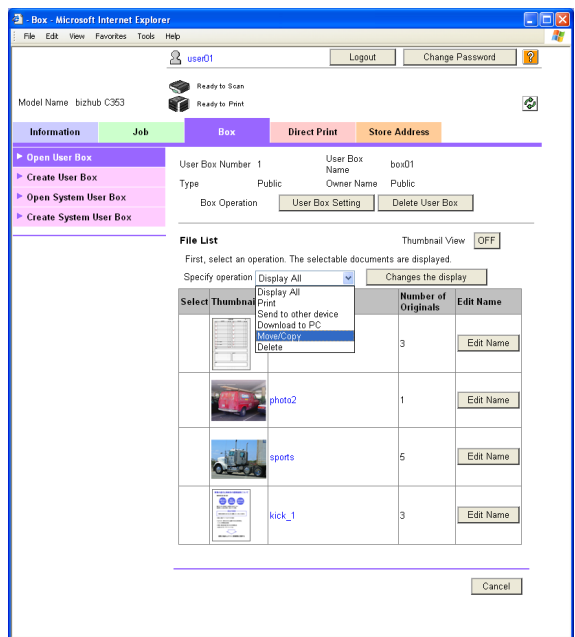 - Box - Microsoft Internet Explorer
File Edit View Favorites Tools Help
user01 Logout Change Password ?
Ready to Scan
Model Name bizhub C353 Ready to Print
Information Job Box Direct Print Store Address
Open User Box
Create User Box
Open System User Box
Create System User Box
User Box Number 1 User Box Name box01
Type Public Owner Name Public
Box Operation User Box Setting Delete User Box
File List Thumbnail View OFF
First, select an operation. The selectable documents are displayed.
Specify operation Display All Changes the display
Select Thumbnai Number of Originals Edit Name
Display All
Print
Send to other device
Download to PC
Move/Copy
Delete
3 Edit Name
photo2 1 Edit Name
sports 5 Edit Name
kick_1 3 Edit Name
Cancel